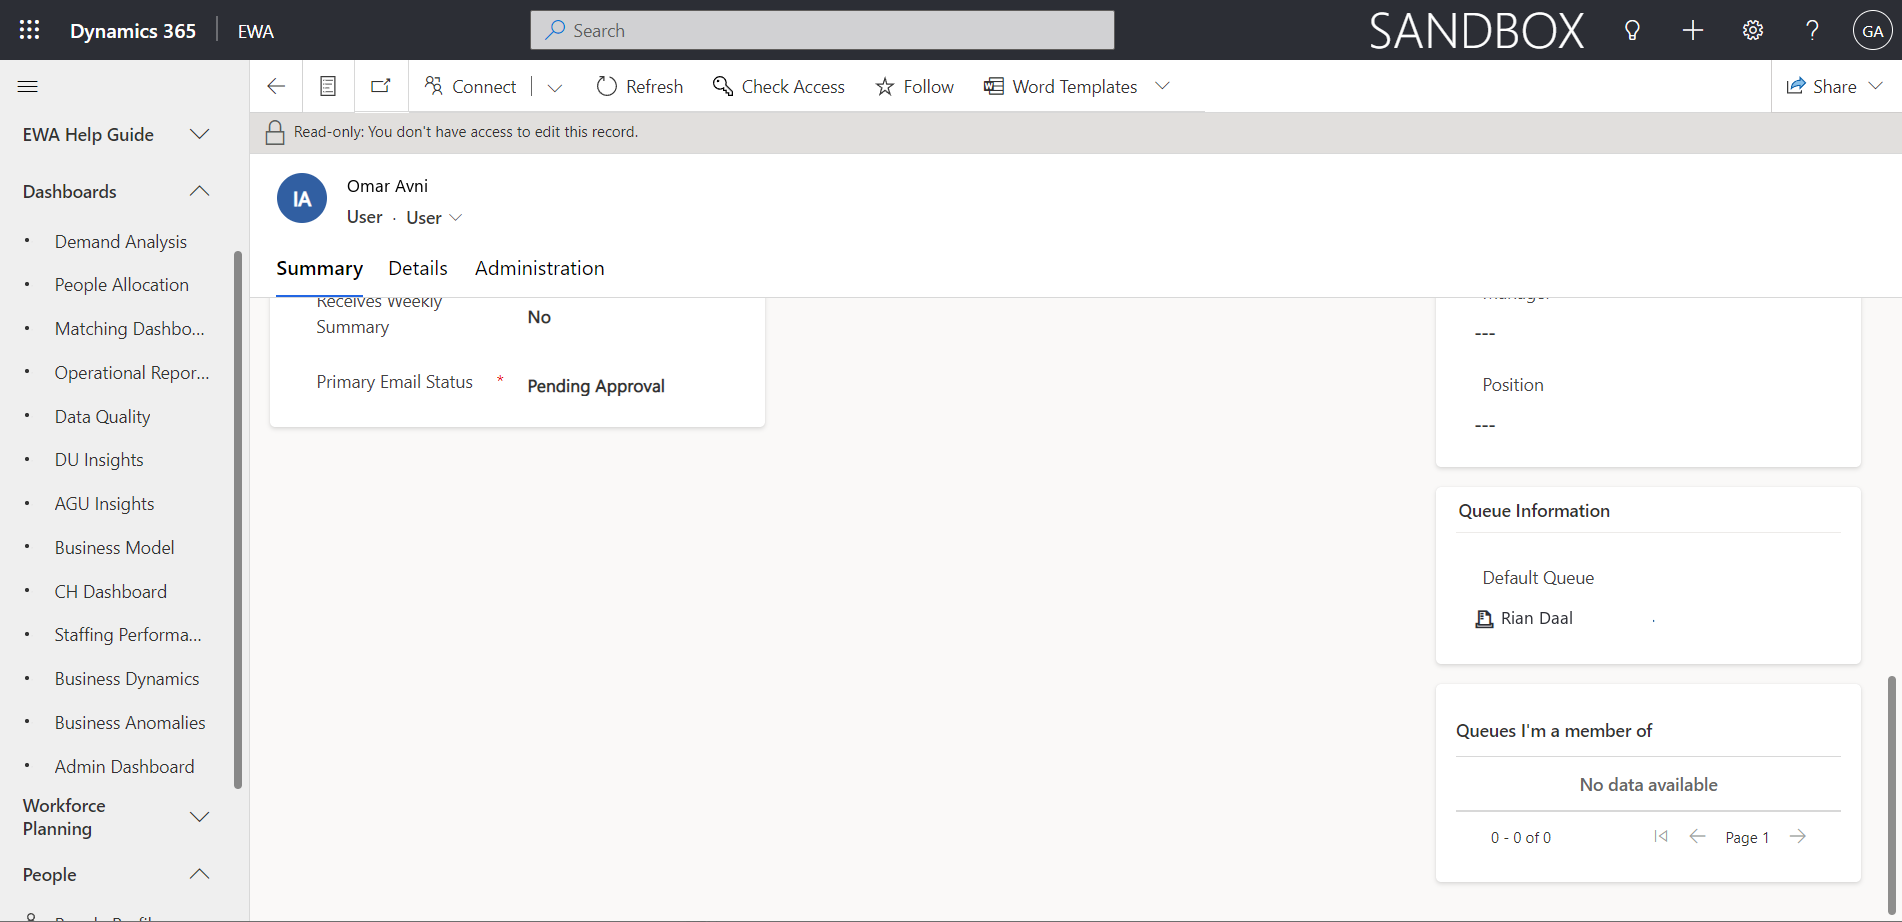 Dynamics 365 EWA
Search
SANDBOX
GA
Connect
Refresh
Check Access
Follow
Word Templates
Share
Read-only: You don't have access to edit this record.
EWA Help Guide
Dashboards
Demand Analysis
People Allocation
Matching Dashbo...
Operational Repor...
Data Quality
DU Insights
AGU Insights
Business Model
CH Dashboard
Staffing Performa...
Business Dynamics
Business Anomalies
Admin Dashboard
Workforce
Planning
People
IA
Omar Avni
User · User
Summary Details Administration
Receives Weekly
Summary
No
Primary Email Status * Pending Approval
Manager
---
Position
---
Queue Information
Default Queue
Rian Daal
Queues I'm a member of
No data available
0 - 0 of 0
Page 1